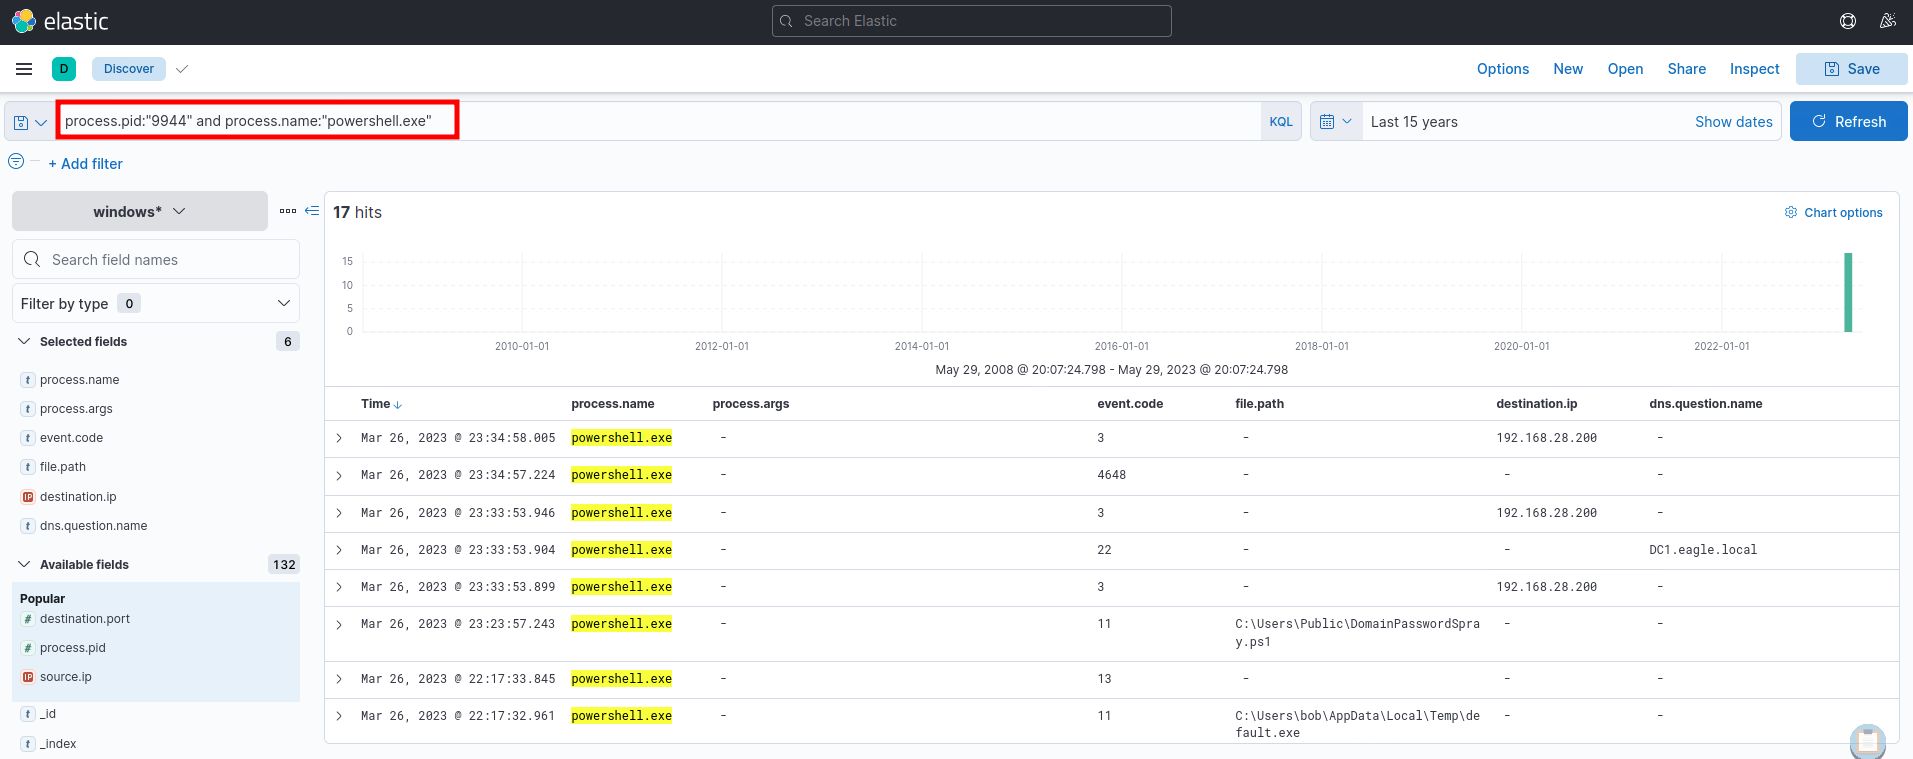 elastic
Search Elastic
D
Discover
Options New Open Share Inspect Save
process.pid:"9944" and process.name:"powershell.exe"
KQL
Last 15 years
Show dates
Refresh
+ Add filter
windows*
Search field names
Filter by type 0
Selected fields 6
t process.name
t process.args
t event.code
t file.path
IP destination.ip
t dns.question.name
Available fields 132
Popular
# destination.port
# process.pid
IP source.ip
t _id
t _index
17 hits
Chart options
15
10
5
0
2010-01-01 2012-01-01 2014-01-01 2016-01-01 2018-01-01 2020-01-01 2022-01-01
May 29, 2008 @ 20:07:24.798 - May 29, 2023 @ 20:07:24.798
Time process.name process.args event.code file.path destination.ip dns.question.name
Mar 26, 2023 @ 23:34:58.005 powershell.exe - 3 - 192.168.28.200 -
Mar 26, 2023 @ 23:34:57.224 powershell.exe - 4648 - - -
Mar 26, 2023 @ 23:33:53.946 powershell.exe - 3 - 192.168.28.200 -
Mar 26, 2023 @ 23:33:53.904 powershell.exe - 22 - - DC1.eagle.local
Mar 26, 2023 @ 23:33:53.899 powershell.exe - 3 - 192.168.28.200 -
Mar 26, 2023 @ 23:23:57.243 powershell.exe - 11 C:\Users\Public\DomainPasswordSpra - -
y.ps1
Mar 26, 2023 @ 22:17:33.845 powershell.exe - 13 - - -
Mar 26, 2023 @ 22:17:32.961 powershell.exe - 11 C:\Users\bob\AppData\Local\Temp\de - -
fault.exe